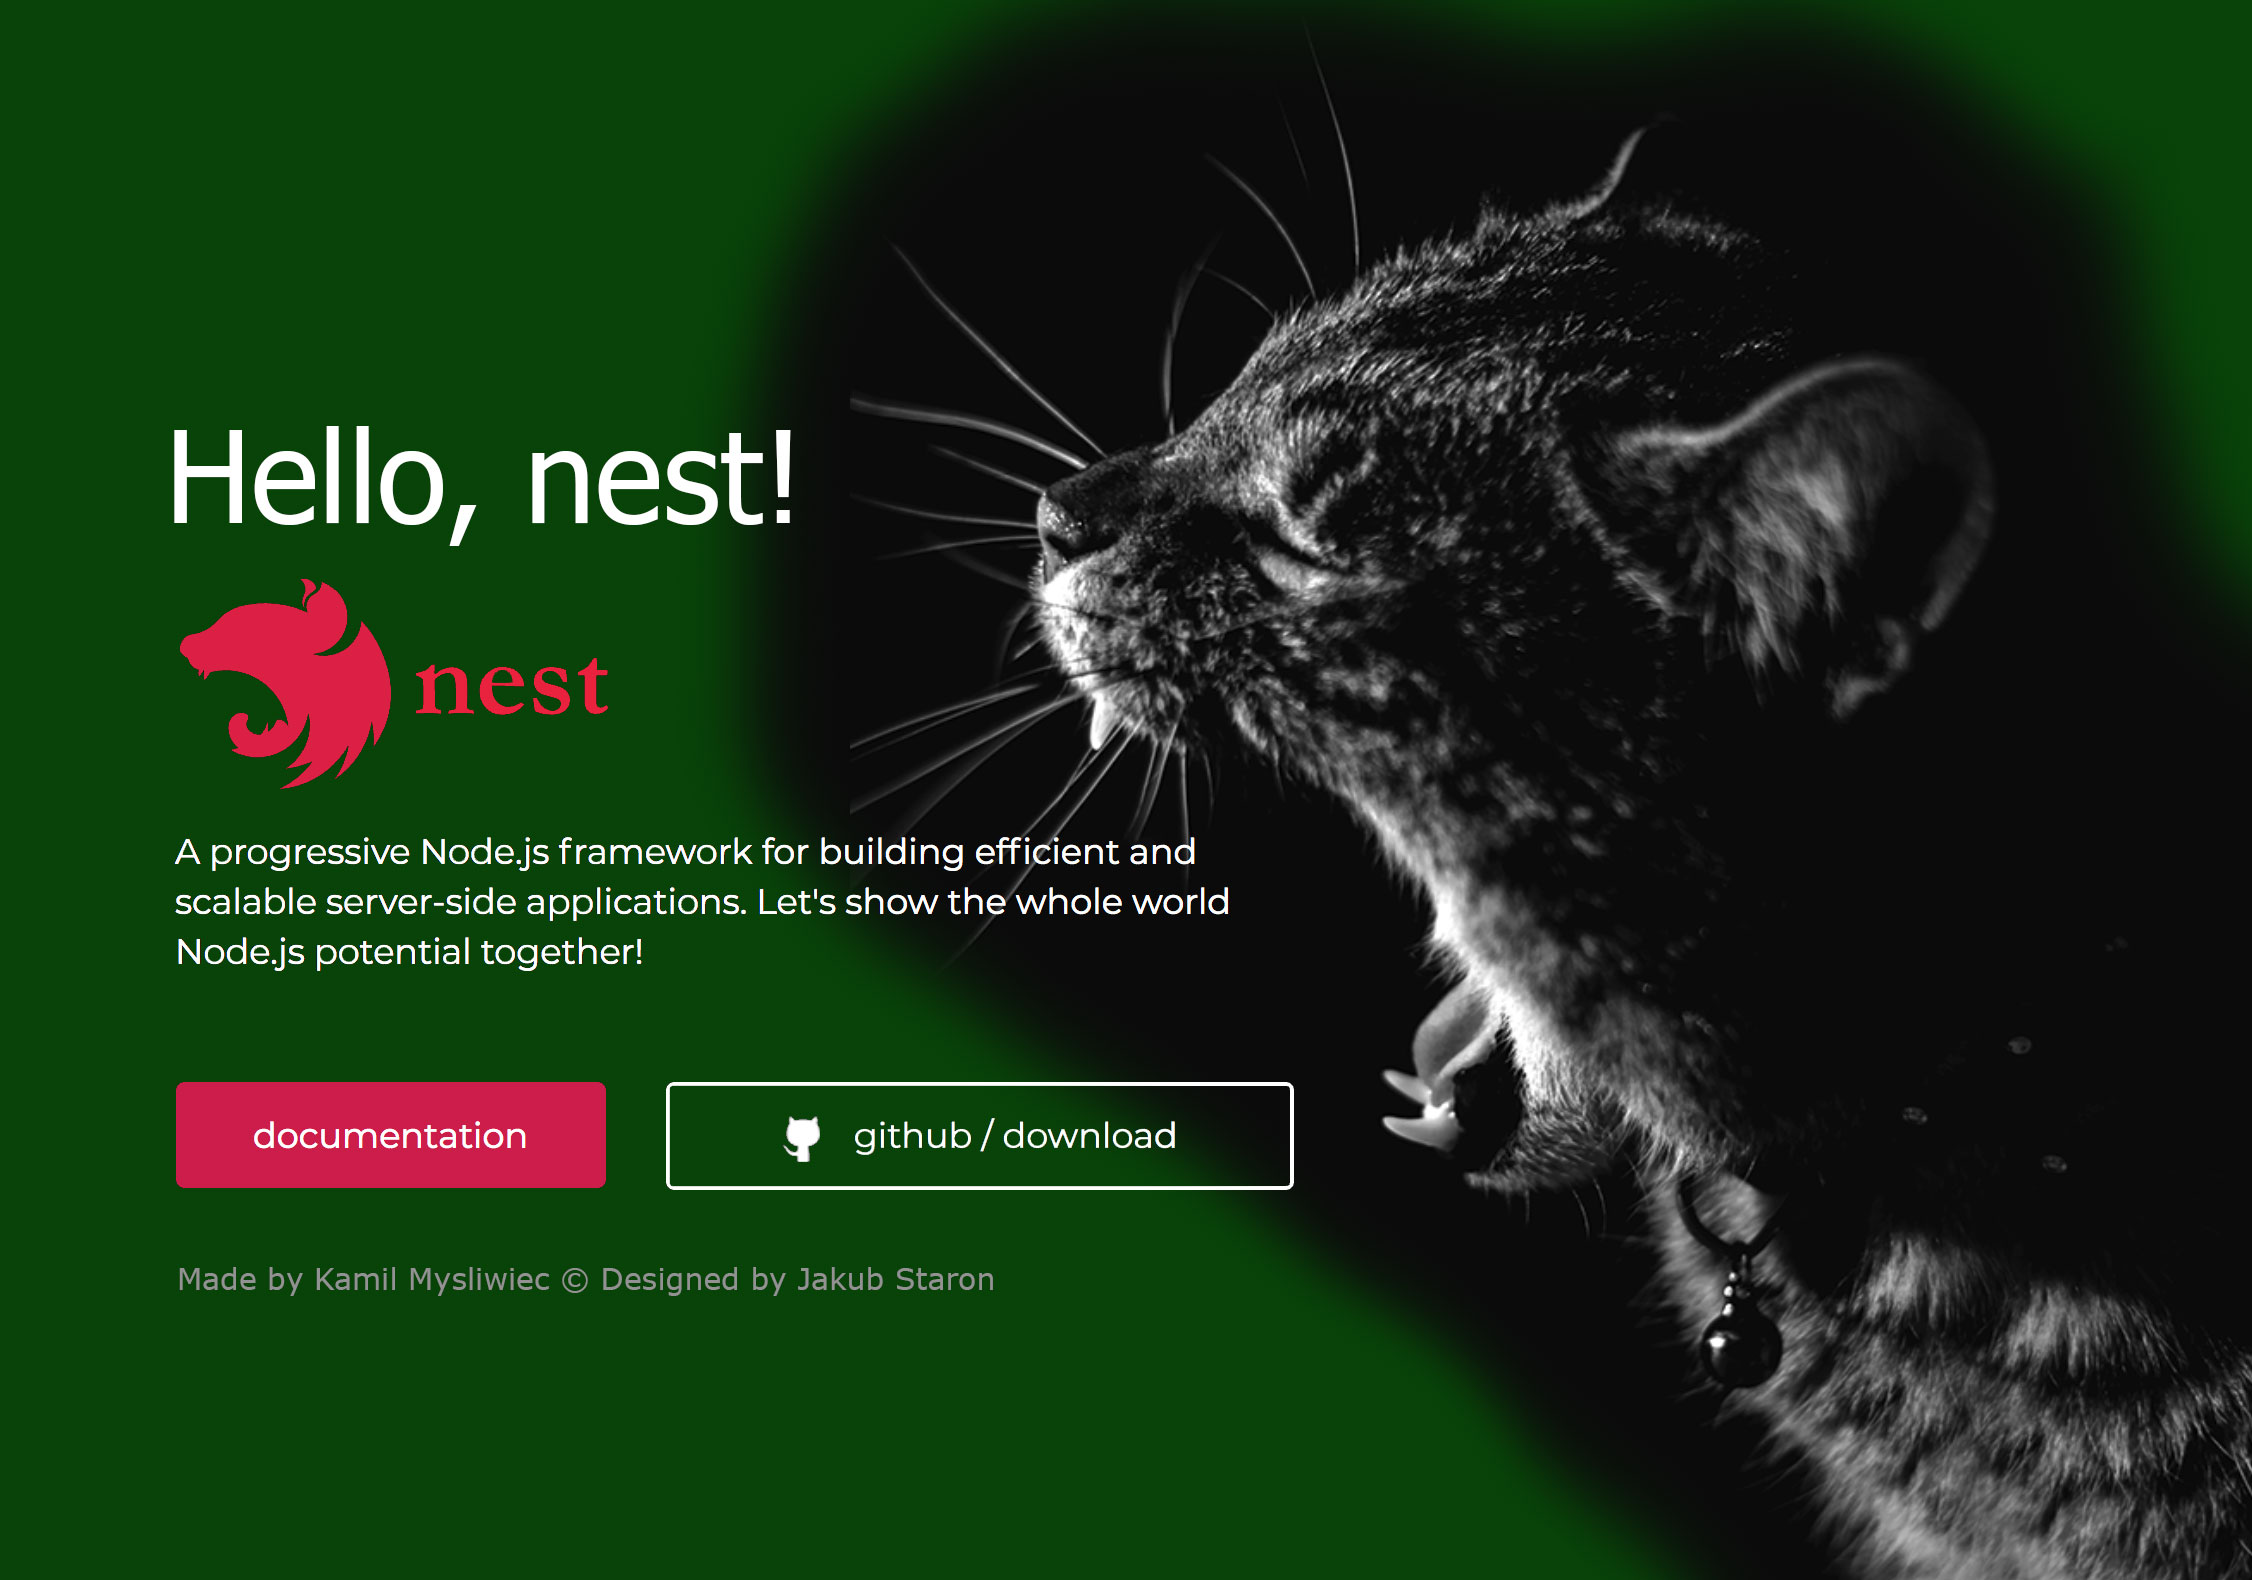 Hello, nest!
nest
A progressive Node.js framework for building efficient and
scalable server-side applications. Let's show the whole world
Node.js potential together!
documentation
github / download
Made by Kamil Mysliwiec © Designed by Jakub Staron